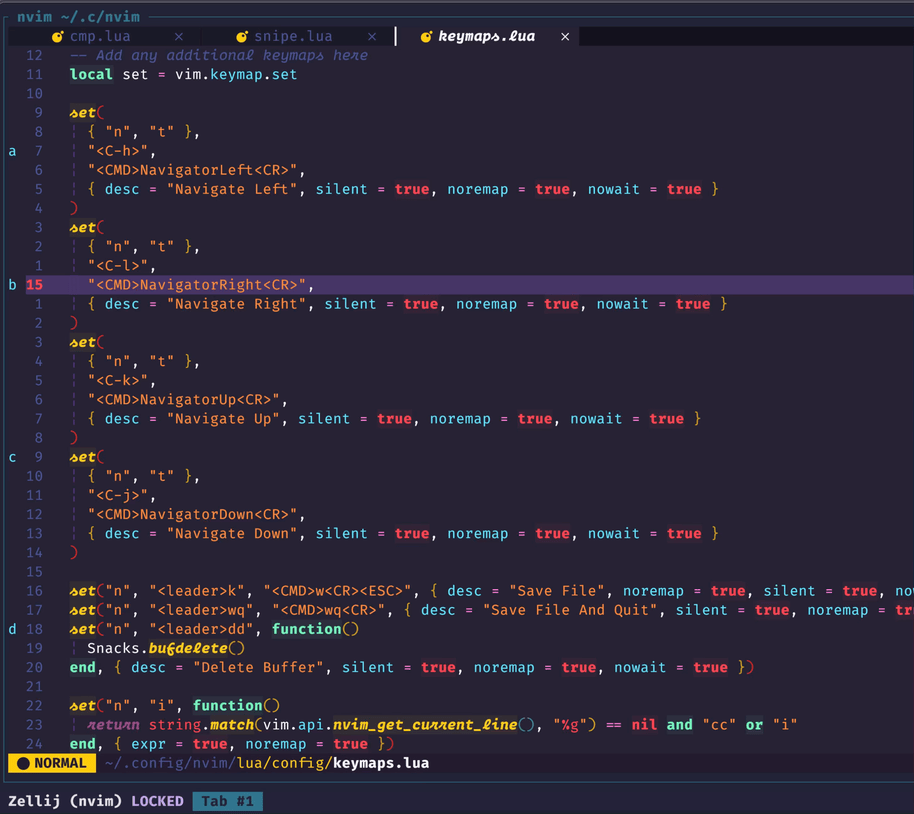 nvim ~/.c/nvim
cmp.lua × snipe.lua × keymaps.lua ×
12 -- Add any additional keymaps here
11 local set = vim.keymap.set
10
9 set(
8 { "n", "t" },
a 7 "<C-h>",
6 "<CMD>NavigatorLeft<CR>",
5 { desc = "Navigate Left", silent = true, noremap = true, nowait = true }
4 )
3 set(
2 { "n", "t" },
1 "<C-l>",
b 15 "<CMD>NavigatorRight<CR>",
1 { desc = "Navigate Right", silent = true, noremap = true, nowait = true }
2 )
3 set(
4 { "n", "t" },
5 "<C-k>",
6 "<CMD>NavigatorUp<CR>",
7 { desc = "Navigate Up", silent = true, noremap = true, nowait = true }
8 )
c 9 set(
10 { "n", "t" },
11 "<C-j>",
12 "<CMD>NavigatorDown<CR>",
13 { desc = "Navigate Down", silent = true, noremap = true, nowait = true }
14 )
15
16 set("n", "<leader>k", "<CMD>w<CR><ESC>", { desc = "Save File", noremap = true, silent = true, no
17 set("n", "<leader>wq", "<CMD>wq<CR>", { desc = "Save File And Quit", silent = true, noremap = tr
d 18 set("n", "<leader>dd", function()
19 Snacks.bufdelete()
20 end, { desc = "Delete Buffer", silent = true, noremap = true, nowait = true })
21
22 set("n", "i", function()
23 return string.match(vim.api.nvim_get_current_line(), "%g") == nil and "cc" or "i"
24 end, { expr = true, noremap = true })
NORMAL ~/.config/nvim/lua/config/keymaps.lua
Zellij (nvim) LOCKED Tab #1